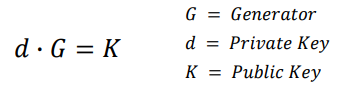 d · G = K
G = Generator
d = Private Key
K = Public Key